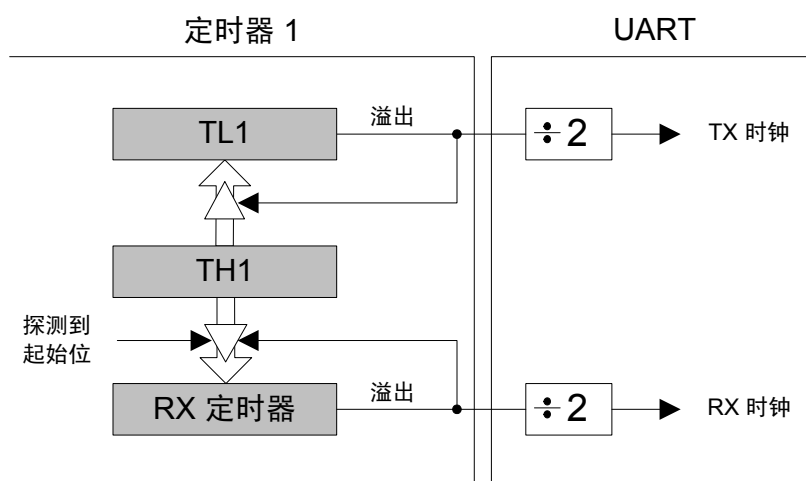 定时器 1
UART
TL1
溢出
÷2
TX 时钟
TH1
探测到
起始位
RX 定时器
溢出
÷2
RX 时钟